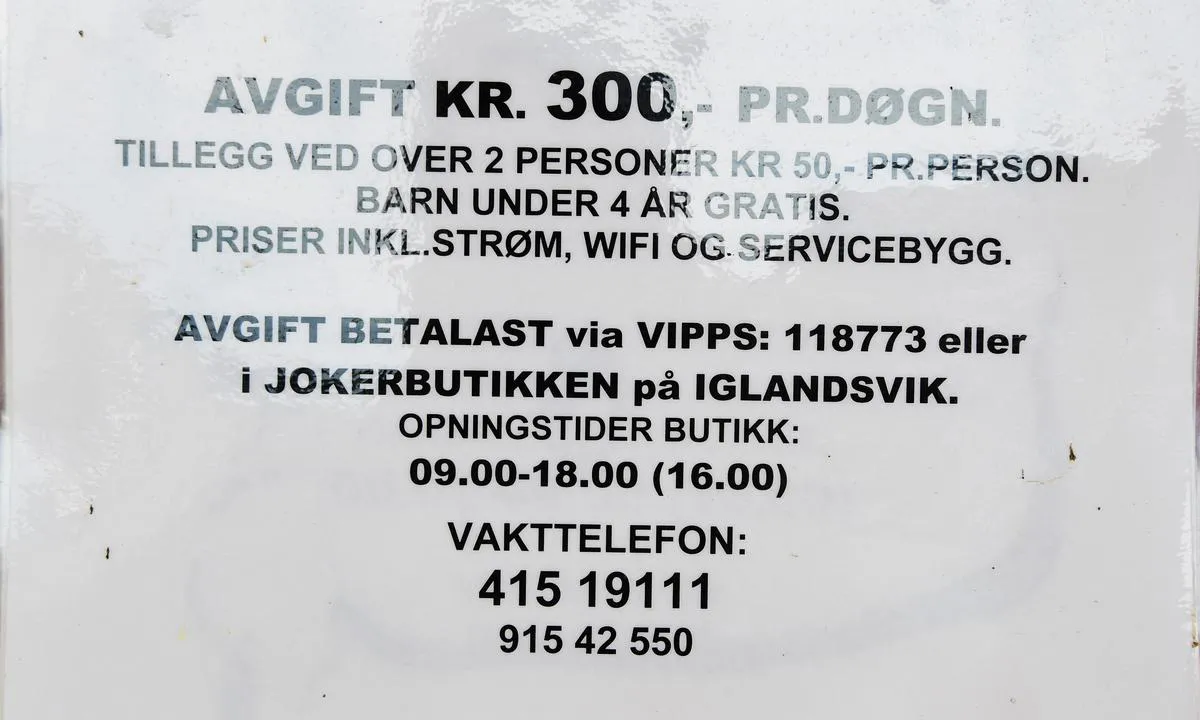 AVGIFT KR. 300,- PR.DØGN.
TILLEGG VED OVER 2 PERSONER KR 50,- PR.PERSON.
BARN UNDER 4 ÅR GRATIS.
PRISER INKL.STRØM, WIFI OG SERVICEBYGG.
AVGIFT BETALAST via VIPPS: 118773 eller
i JOKERBUTIKKEN på IGLANDSVIK.
OPNINGSTIDER BUTIKK:
09.00-18.00 (16.00)
VAKTTELEFON:
415 19111
915 42 550